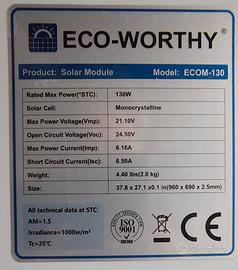 ECO-WORTHY®
Product: Solar Module Model: ECOM-130
Rated Max Power(*STC): 130W
Solar Cell: Monocrystalline
Max Power Voltage(Vmp) 21.10V
Open Circuit Voltage(Voc) 24.50V
Max Power Current(Imp) 6.16A
Short Circuit Current(Isc) 6.50A
Weight 4.40 lbs(2.0 kg)
Size: 37.8 x 27.1 x0.1 in(960 x 690 x 2.5mm)
All technical data at STC:
AM=1.5
Irradiance=1000w/m²
Tc=25℃
ISO
9001
CE